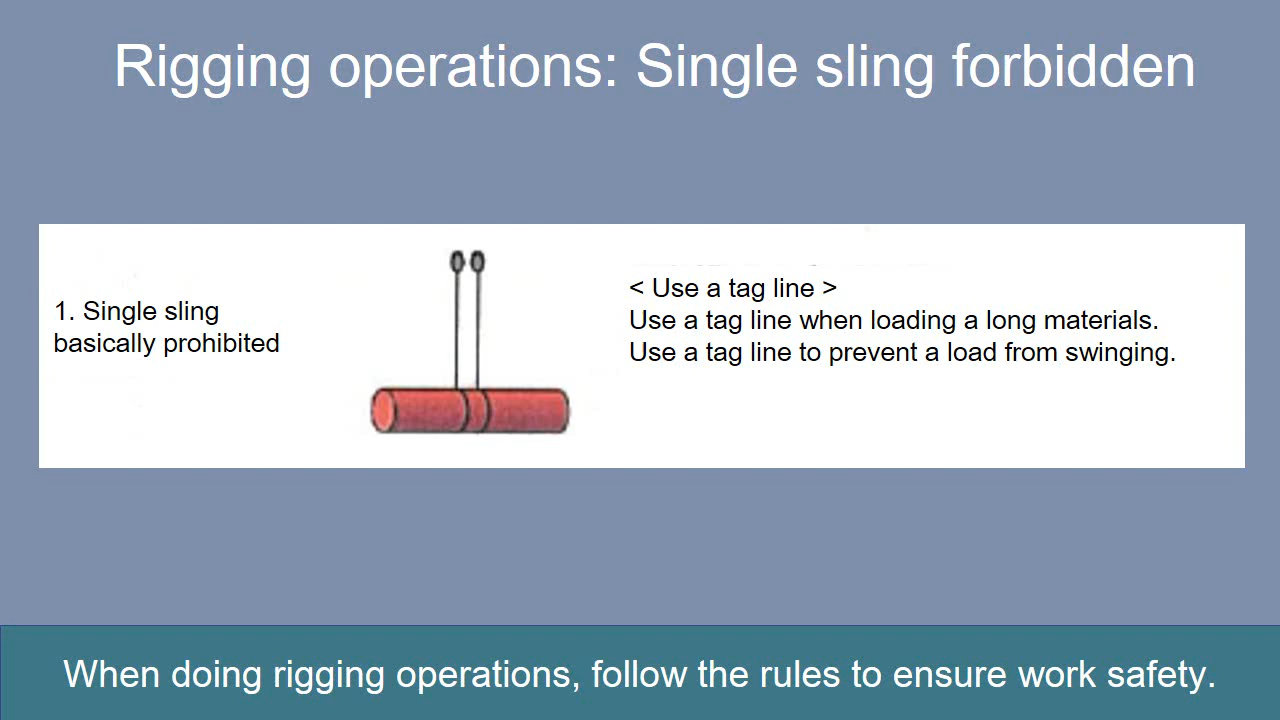 Rigging operations: Single sling forbidden
1. Single sling
basically prohibited
< Use a tag line >
Use a tag line when loading a long materials.
Use a tag line to prevent a load from swinging.
When doing rigging operations, follow the rules to ensure work safety.